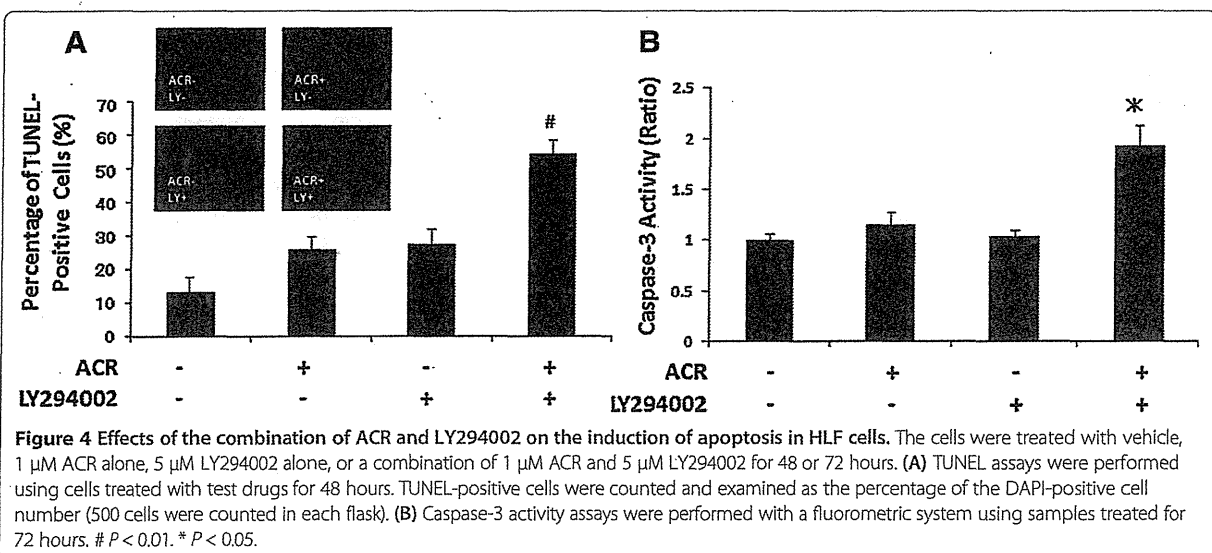 A
ACR-
LY-
ACR+
LY-
ACR-
LY+
ACR+
LY+
Percentage of TUNEL-
Positive Cells (%)
70
60
50
40
30
20
10
0
#
ACR - + - +
LY294002 - - + +
B
Caspase-3 Activity (Ratio)
2.5
2
1.5
1
0.5
0
*
ACR - + - +
LY294002 - - + +
Figure 4 Effects of the combination of ACR and LY294002 on the induction of apoptosis in HLF cells. The cells were treated with vehicle,
1 μM ACR alone, 5 μM LY294002 alone, or a combination of 1 μM ACR and 5 μM LY294002 for 48 or 72 hours. (A) TUNEL assays were performed
using cells treated with test drugs for 48 hours. TUNEL-positive cells were counted and examined as the percentage of the DAPI-positive cell
number (500 cells were counted in each flask). (B) Caspase-3 activity assays were performed with a fluorometric system using samples treated for
72 hours. # P < 0.01. * P < 0.05.